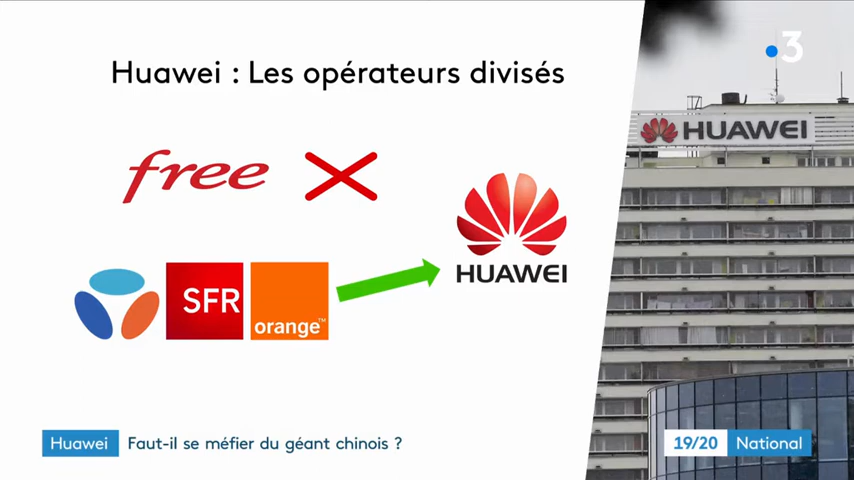 Huawei : Les opérateurs divisés
3
HUAWEI
free
HUAWEI
SFR
orange™
Huawei
Faut-il se méfier du géant chinois ?
19/20
National